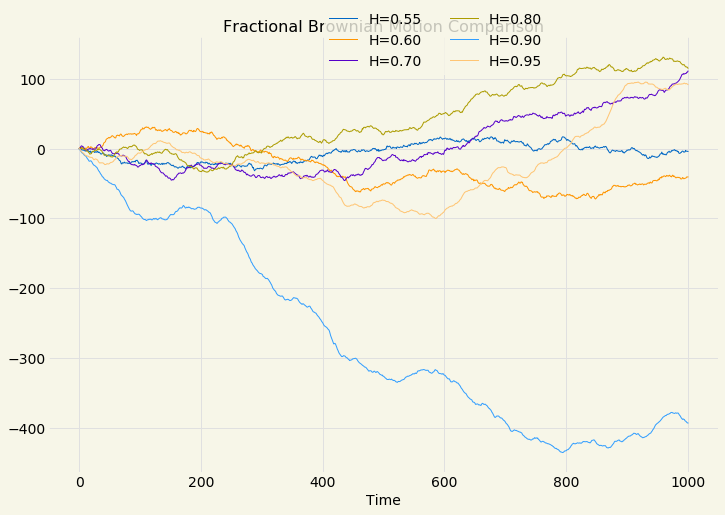 Fractional Brownian Motion Comparison
H=0.55
H=0.60
H=0.70
H=0.80
H=0.90
H=0.95
100
0
−100
−200
−300
−400
0 200 400 600 800 1000
Time